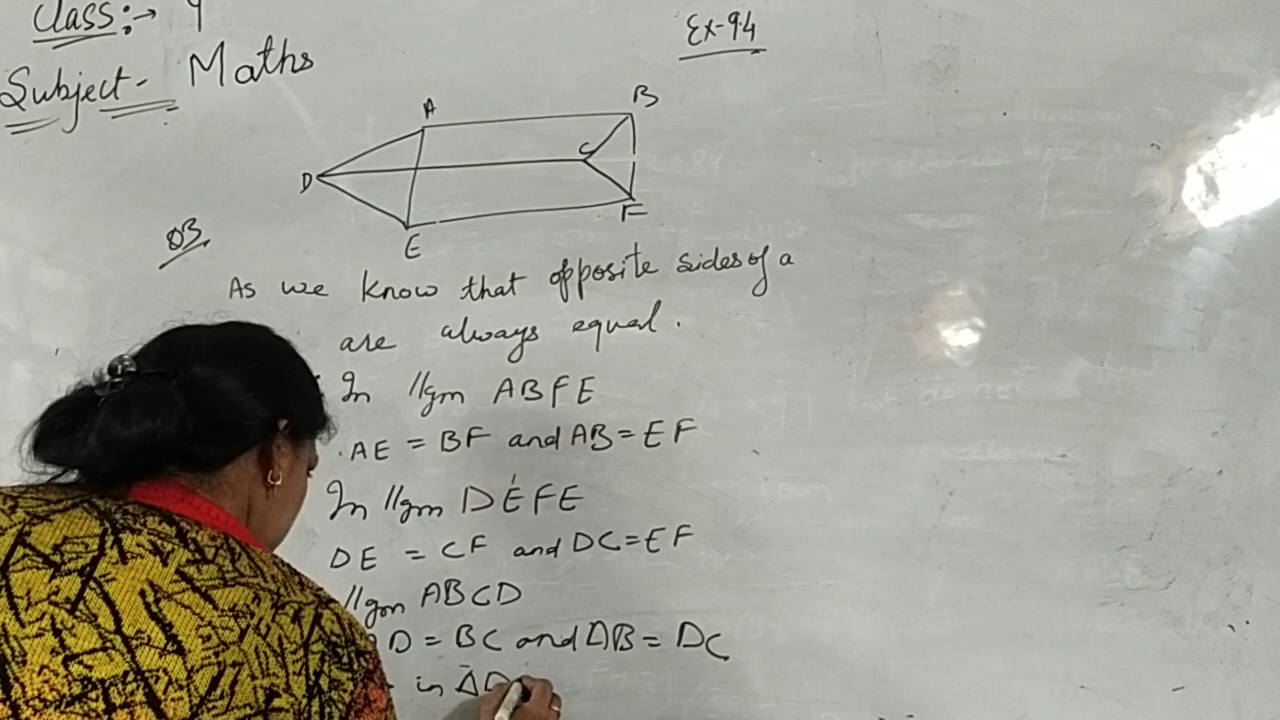 Class:→ 9
Ex-9.4
Subject- Maths
A
B
C
D
E
F
Q3
As we know that opposite sides of a
are always equal.
In //gm ABFE
AE = BF and AB = EF
In //gm DEFE
DE = CF and DC = EF
//gm ABCD
D = BC and AB = DC
in Δ